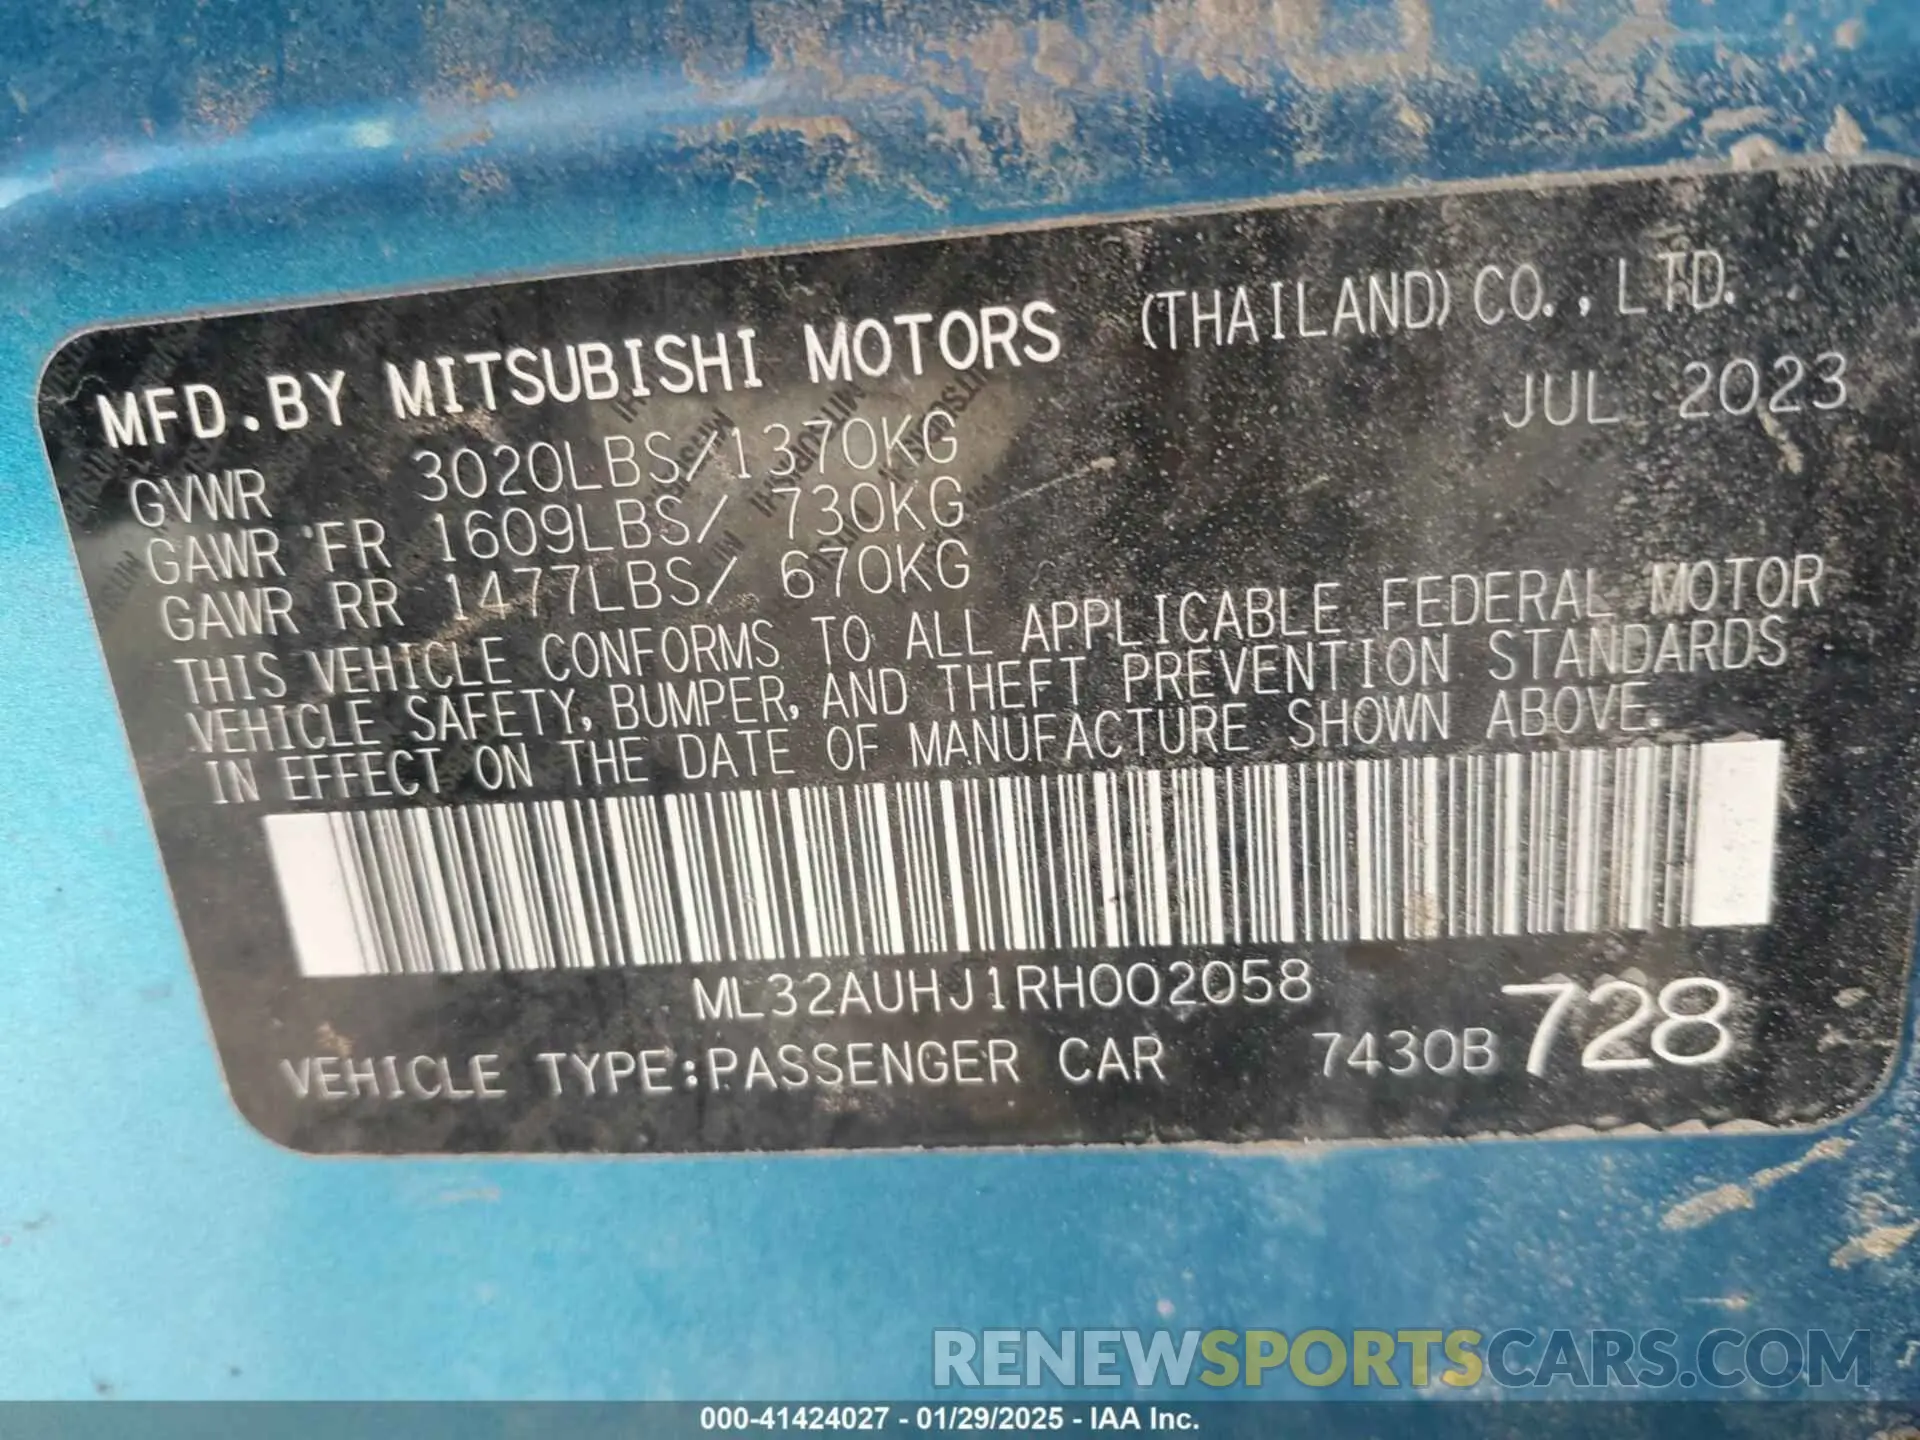 MFD.BY MITSUBISHI MOTORS (THAILAND) CO., LTD.
JUL 2023
GVWR 3020LBS/1370KG
GAWR FR 1609LBS/ 730KG
GAWR RR 1477LBS/ 670KG
THIS VEHICLE CONFORMS TO ALL APPLICABLE FEDERAL MOTOR
VEHICLE SAFETY, BUMPER, AND THEFT PREVENTION STANDARDS
IN EFFECT ON THE DATE OF MANUFACTURE SHOWN ABOVE.
ML32AUHJ1RH002058
VEHICLE TYPE:PASSENGER CAR 7430B 728
RENEWSPORTSCARS.COM
000-41424027 - 01/29/2025 - IAA Inc.